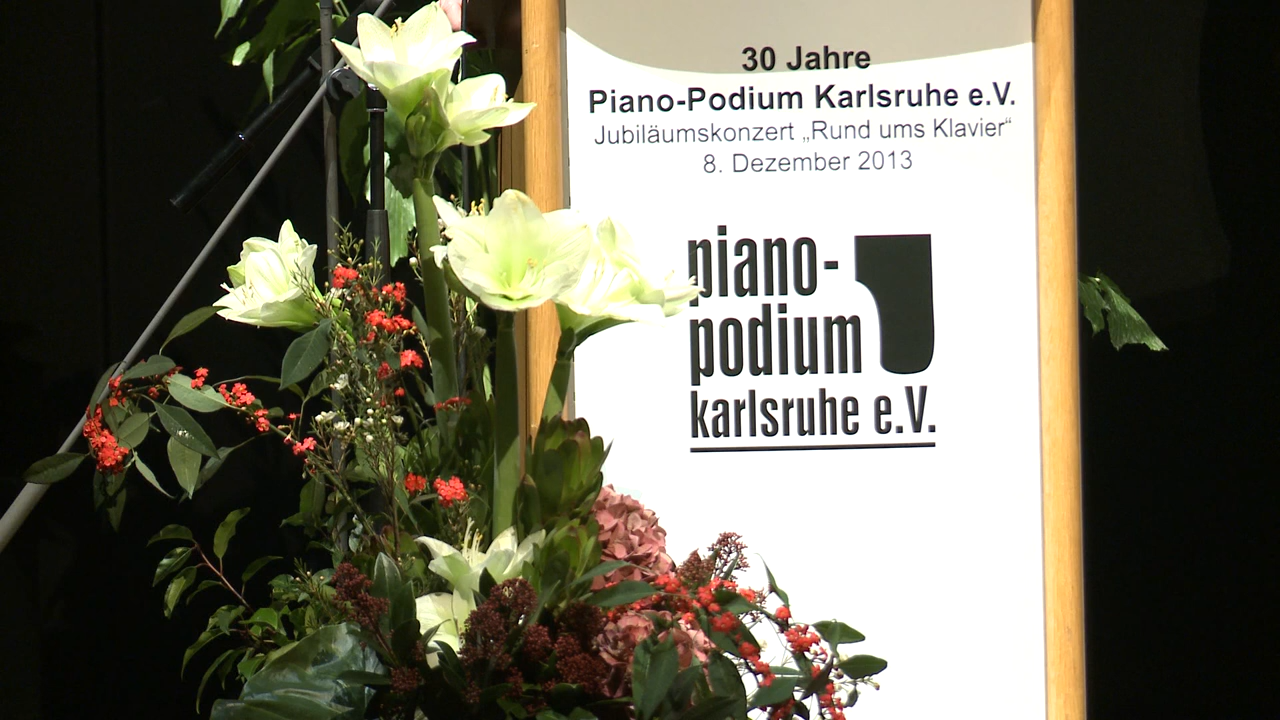 30 Jahre
Piano-Podium Karlsruhe e.V.
Jubiläumskonzert „Rund ums Klavier“
8. Dezember 2013
piano-
podium
karlsruhe e.V.